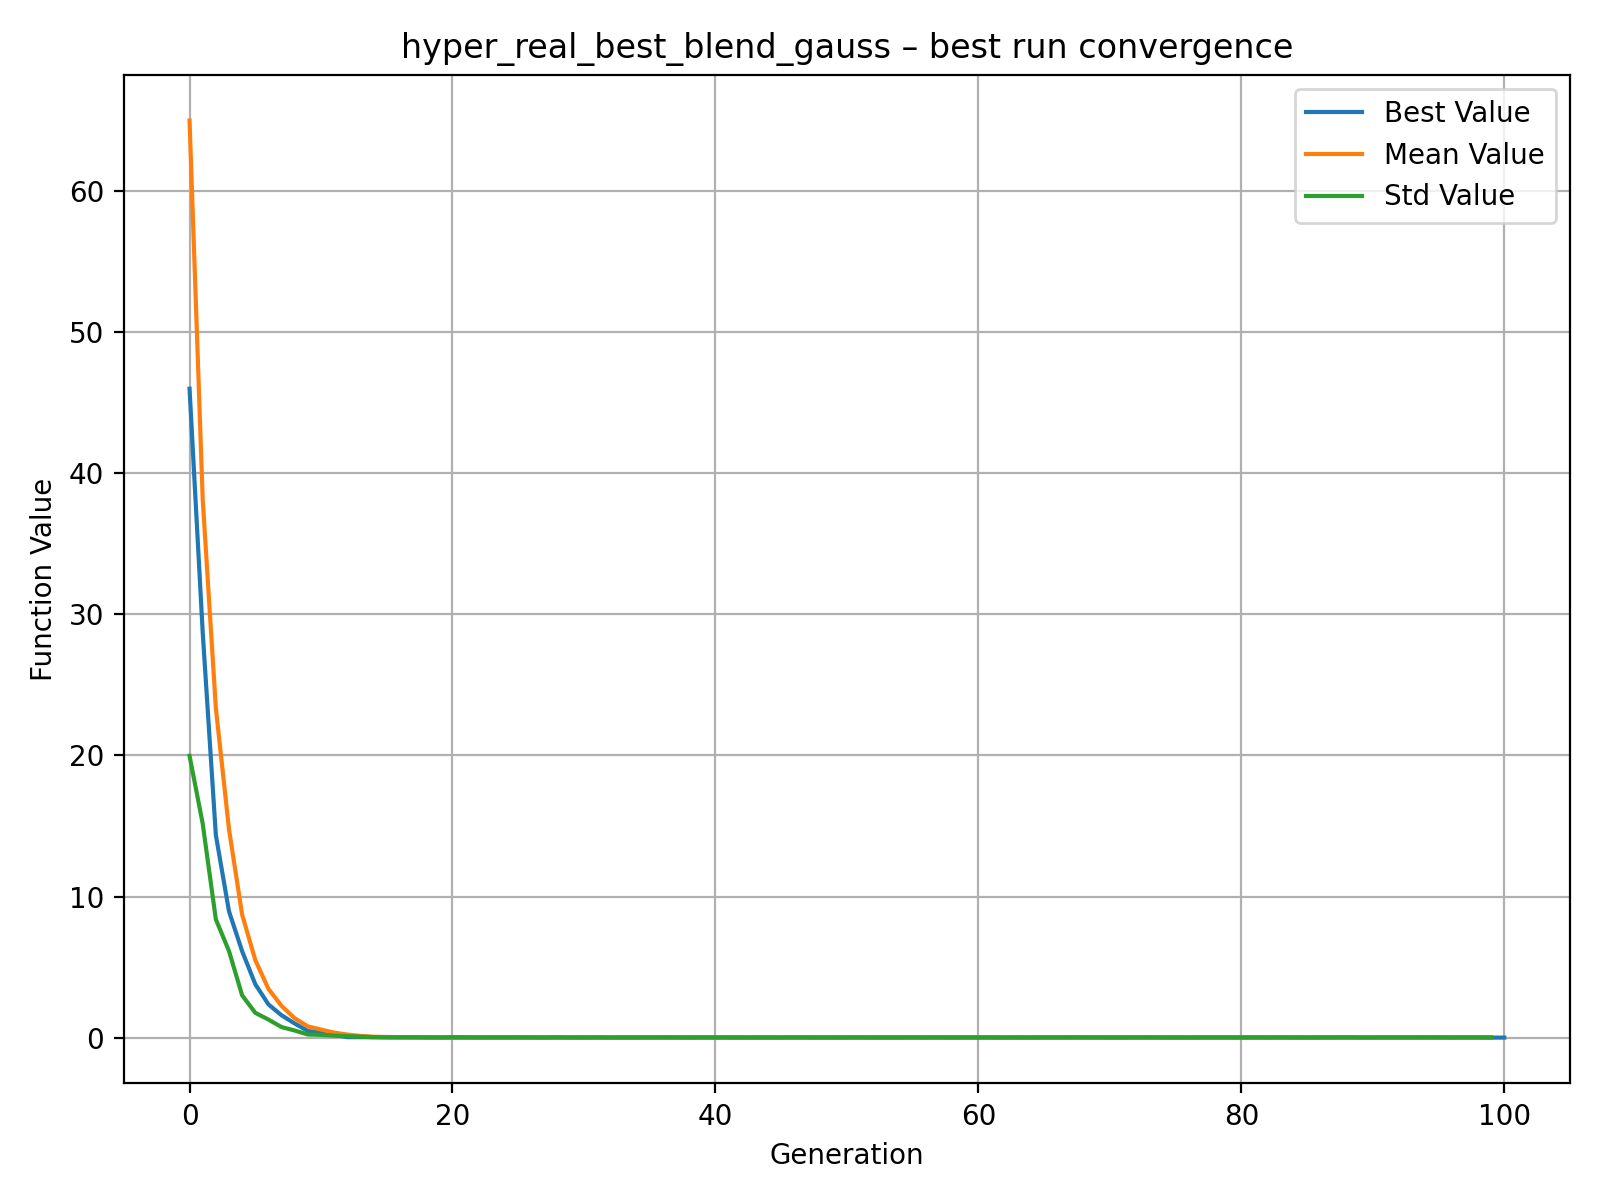 hyper_real_best_blend_gauss – best run convergence
Best Value
Mean Value
Std Value
Function Value
60
50
40
30
20
10
0
0 20 40 60 80 100
Generation